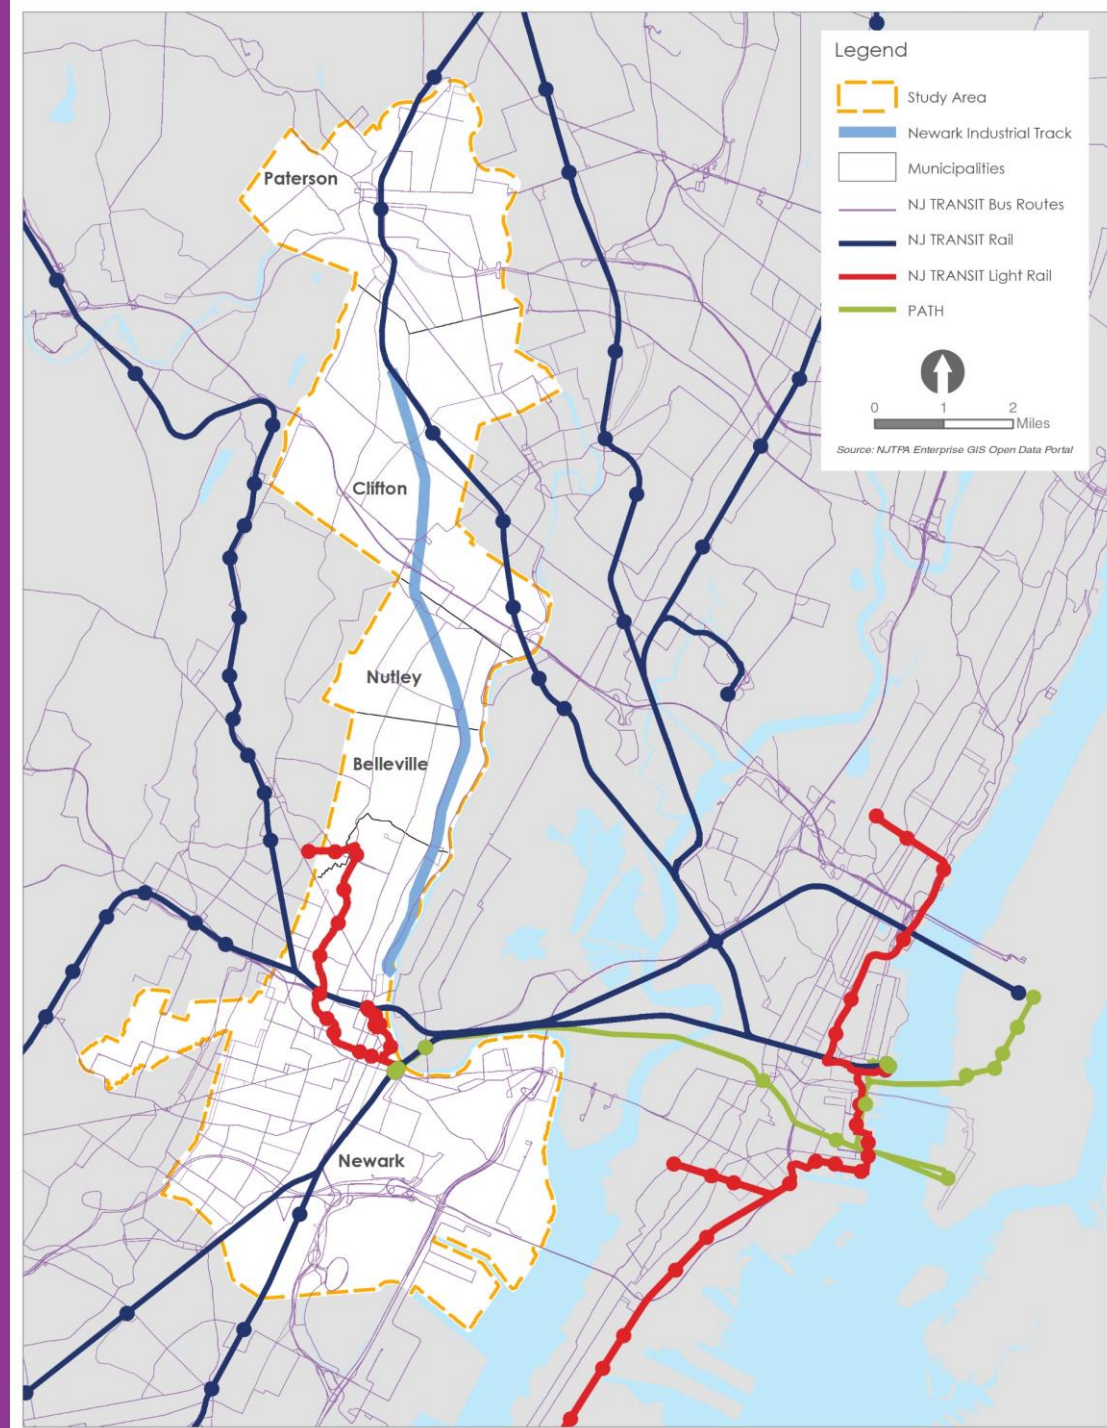 Legend
Study Area
Newark Industrial Track
Municipalities
NJ TRANSIT Bus Routes
NJ TRANSIT Rail
NJ TRANSIT Light Rail
PATH
0 1 2
Miles
Source: NJTPA Enterprise GIS Open Data Portal
Paterson
Clifton
Nutley
Belleville
Newark